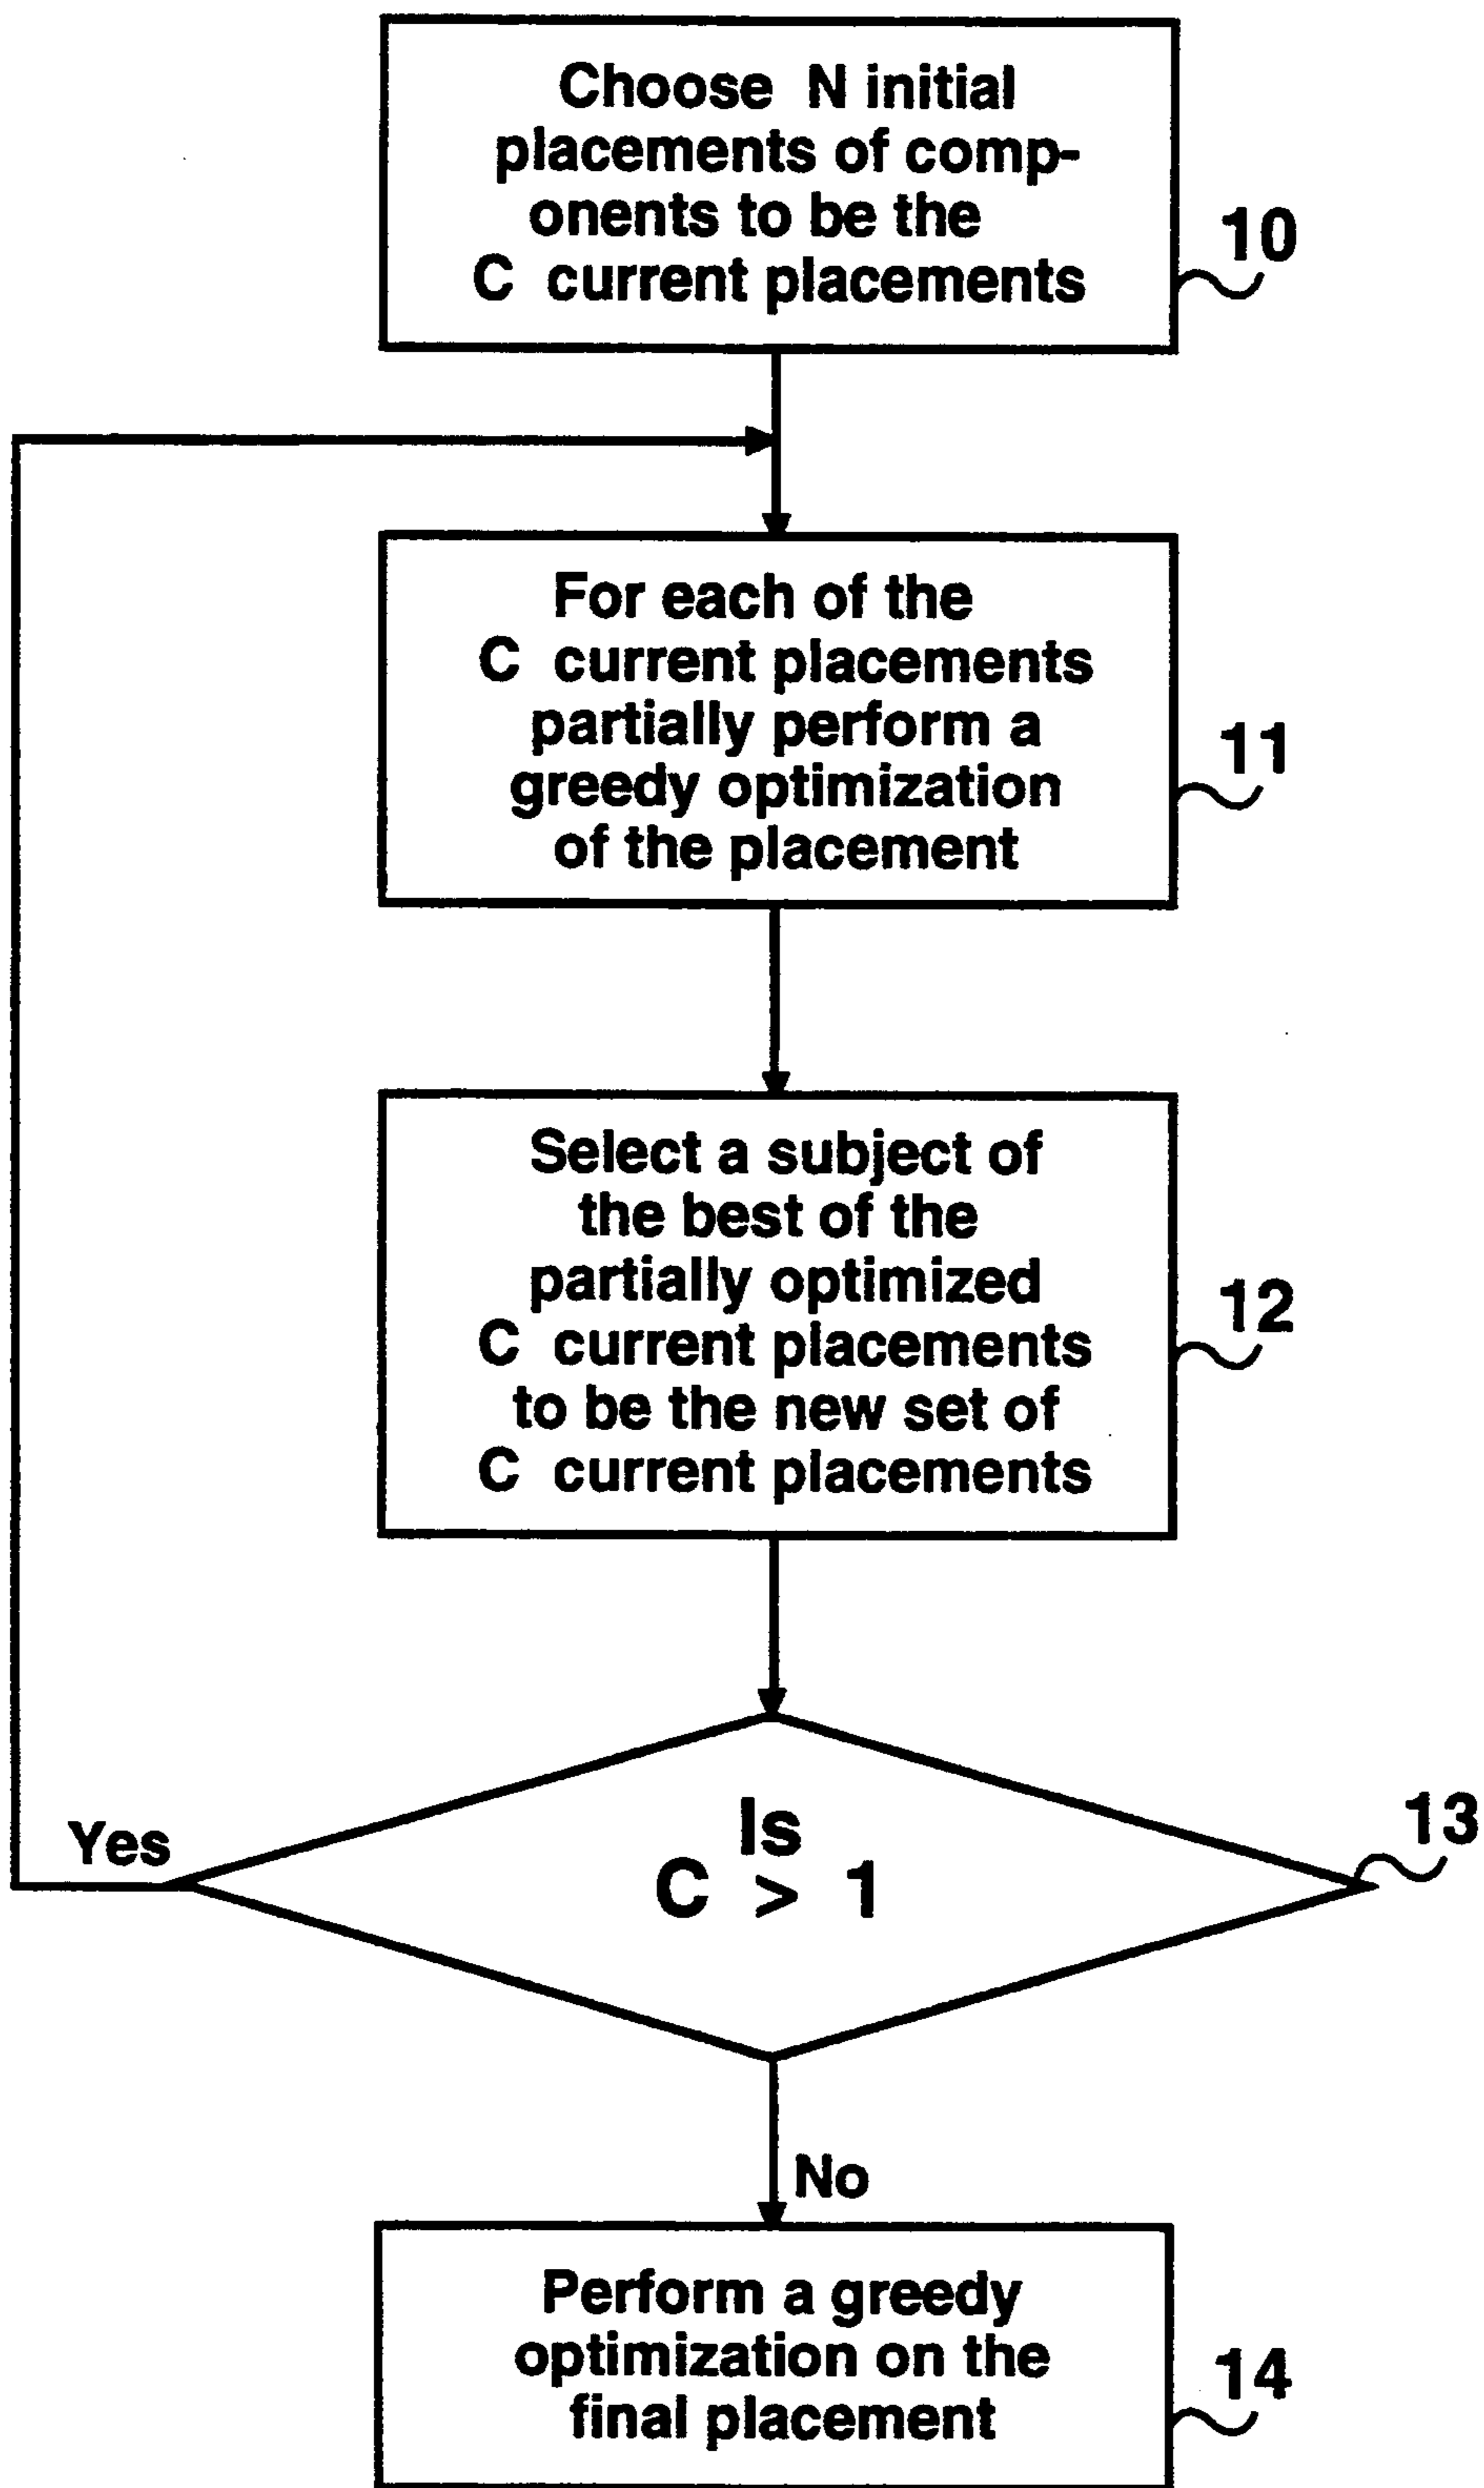 Choose N initial
placements of comp-
onents to be the
C current placements
10
For each of the
C current placements
partially perform a
greedy optimization
of the placement
11
Select a subject of
the best of the
partially optimized
C current placements
to be the new set of
C current placements
12
Is
C > 1
13
Yes
No
Perform a greedy
optimization on the
final placement
14